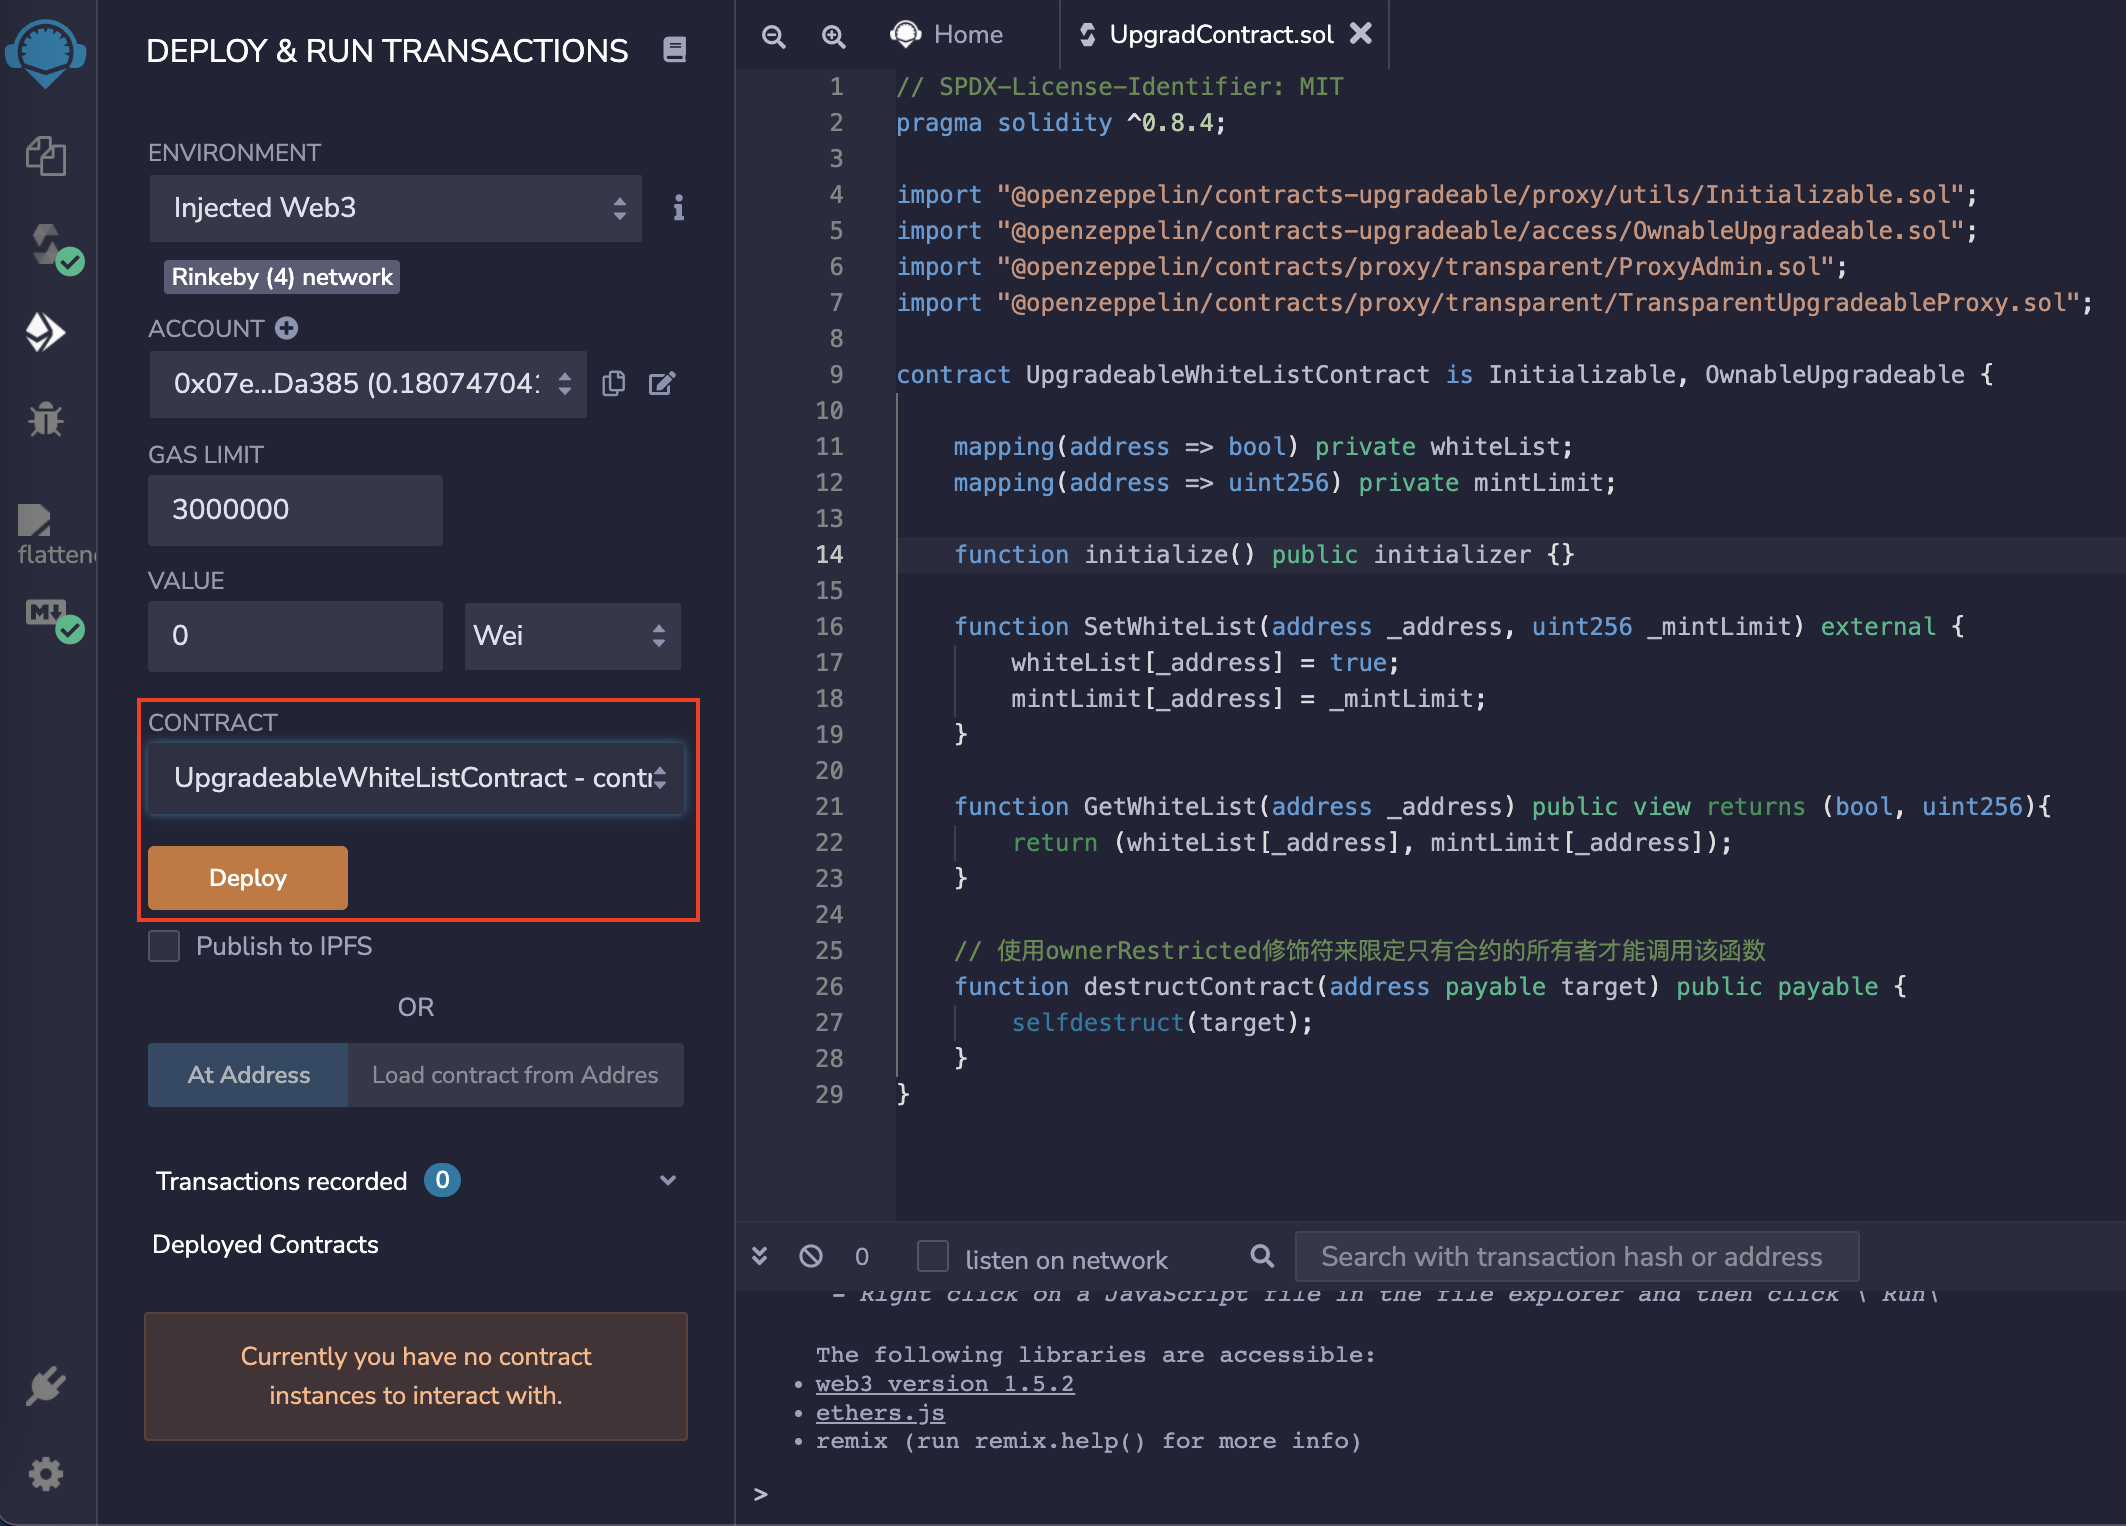 DEPLOY & RUN TRANSACTIONS
ENVIRONMENT
Injected Web3
Rinkeby (4) network
ACCOUNT
0x07e...Da385 (0.180747041
GAS LIMIT
3000000
VALUE
0
Wei
CONTRACT
UpgradeableWhiteListContract - contr
Deploy
Publish to IPFS
OR
At Address
Load contract from Addres
Transactions recorded 0
Deployed Contracts
Currently you have no contract
instances to interact with.
flattene
M
Home
UpgradContract.sol
1 // SPDX-License-Identifier: MIT
2 pragma solidity ^0.8.4;
3
4 import "@openzeppelin/contracts-upgradeable/proxy/utils/Initializable.sol";
5 import "@openzeppelin/contracts-upgradeable/access/OwnableUpgradeable.sol";
6 import "@openzeppelin/contracts/proxy/transparent/ProxyAdmin.sol";
7 import "@openzeppelin/contracts/proxy/transparent/TransparentUpgradeableProxy.sol";
8
9 contract UpgradeableWhiteListContract is Initializable, OwnableUpgradeable {
10
11 mapping(address => bool) private whiteList;
12 mapping(address => uint256) private mintLimit;
13
14 function initialize() public initializer {}
15
16 function SetWhiteList(address _address, uint256 _mintLimit) external {
17 whiteList[_address] = true;
18 mintLimit[_address] = _mintLimit;
19 }
20
21 function GetWhiteList(address _address) public view returns (bool, uint256){
22 return (whiteList[_address], mintLimit[_address]);
23 }
24
25 // 使用ownerRestricted修饰符来限定只有合约的所有者才能调用该函数
26 function destructContract(address payable target) public payable {
27 selfdestruct(target);
28 }
29 }
0
listen on network
Search with transaction hash or address
- Right click on a JavaScript file in the file explorer and then click \`Run\
The following libraries are accessible:
• web3 version 1.5.2
• ethers.js
• remix (run remix.help() for more info)
>